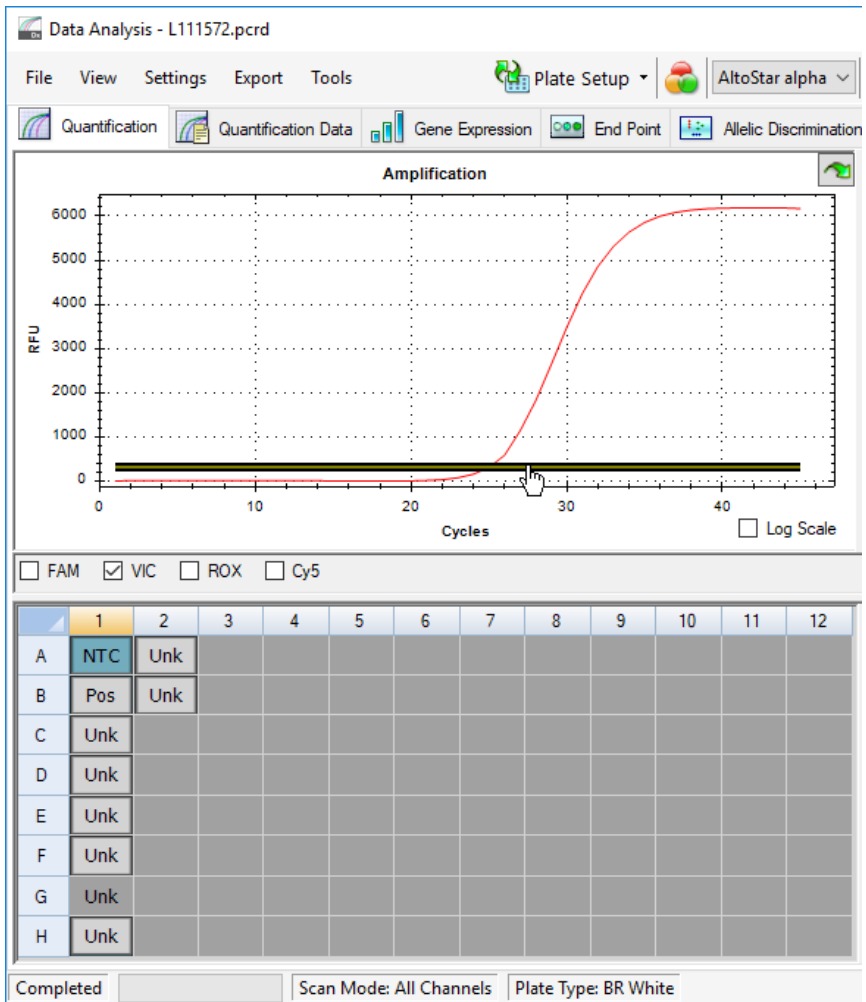 Data Analysis - L111572.pcrd
File View Settings Export Tools Plate Setup AltoStar alpha
Quantification Quantification Data Gene Expression End Point Allelic Discrimination
Amplification
6000
5000
4000
3000
2000
1000
0
RFU
0 10 20 30 40
Cycles
Log Scale
FAM VIC ROX Cy5
1 2 3 4 5 6 7 8 9 10 11 12
A NTC Unk
B Pos Unk
C Unk
D Unk
E Unk
F Unk
G Unk
H Unk
Completed Scan Mode: All Channels Plate Type: BR White